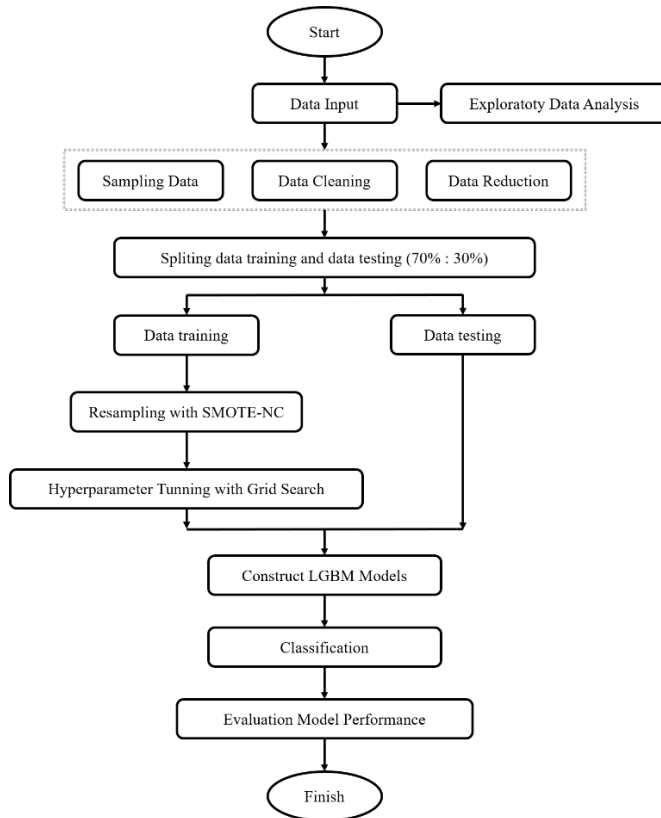 Start
Data Input
Exploratoty Data Analysis
Sampling Data
Data Cleaning
Data Reduction
Spliting data training and data testing (70% : 30%)
Data training
Data testing
Resampling with SMOTE-NC
Hyperparameter Tunning with Grid Search
Construct LGBM Models
Classification
Evaluation Model Performance
Finish